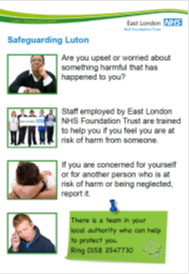 East London NHS
NHS Foundation Trust
Safeguarding Luton
Are you upset or worried about
something harmful that has
happened to you?
Staff employed by East London
NHS Foundation Trust are trained
to help you if you feel you are at
risk of harm from someone.
If you are concerned for yourself
or for another person who is at
risk of harm or being neglected,
report it.
There is a team in your
local authority who can help
to protect you.
Ring 0158 2547730